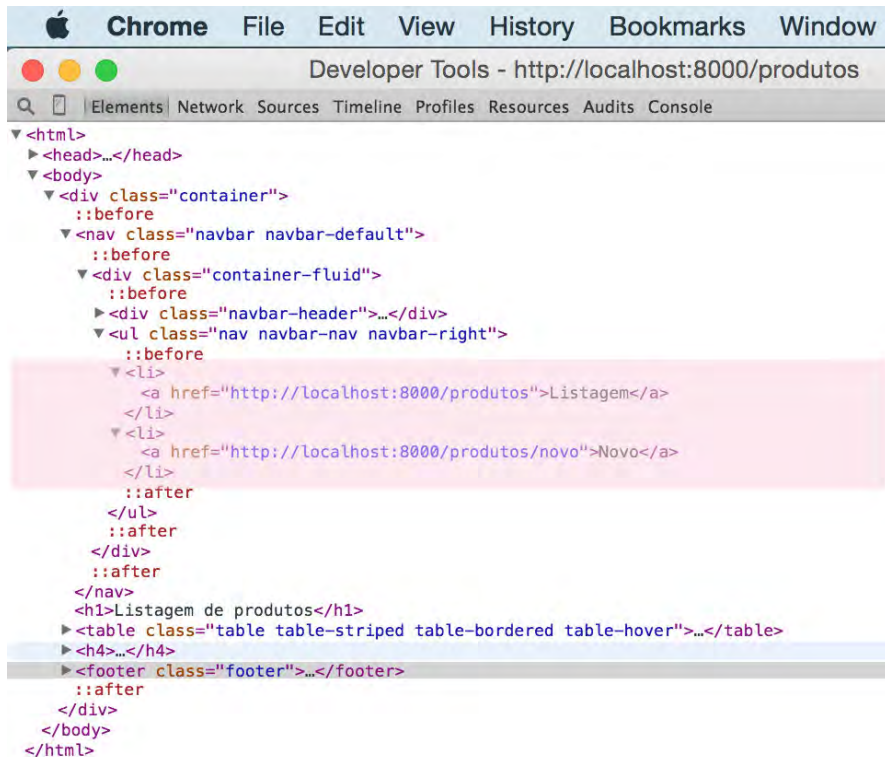 Chrome File Edit View History Bookmarks Window
Developer Tools - http://localhost:8000/produtos
Elements Network Sources Timeline Profiles Resources Audits Console
<html>
<head>…</head>
<body>
<div class="container">
::before
<nav class="navbar navbar-default">
::before
<div class="container-fluid">
::before
<div class="navbar-header">…</div>
<ul class="nav navbar-nav navbar-right">
::before
<li>
<a href="http://localhost:8000/produtos">Listagem</a>
</li>
<li>
<a href="http://localhost:8000/produtos/novo">Novo</a>
</li>
::after
</ul>
::after
</div>
::after
</nav>
<h1>Listagem de produtos</h1>
<table class="table table-striped table-bordered table-hover">…</table>
<h4>…</h4>
<footer class="footer">…</footer>
::after
</div>
</body>
</html>